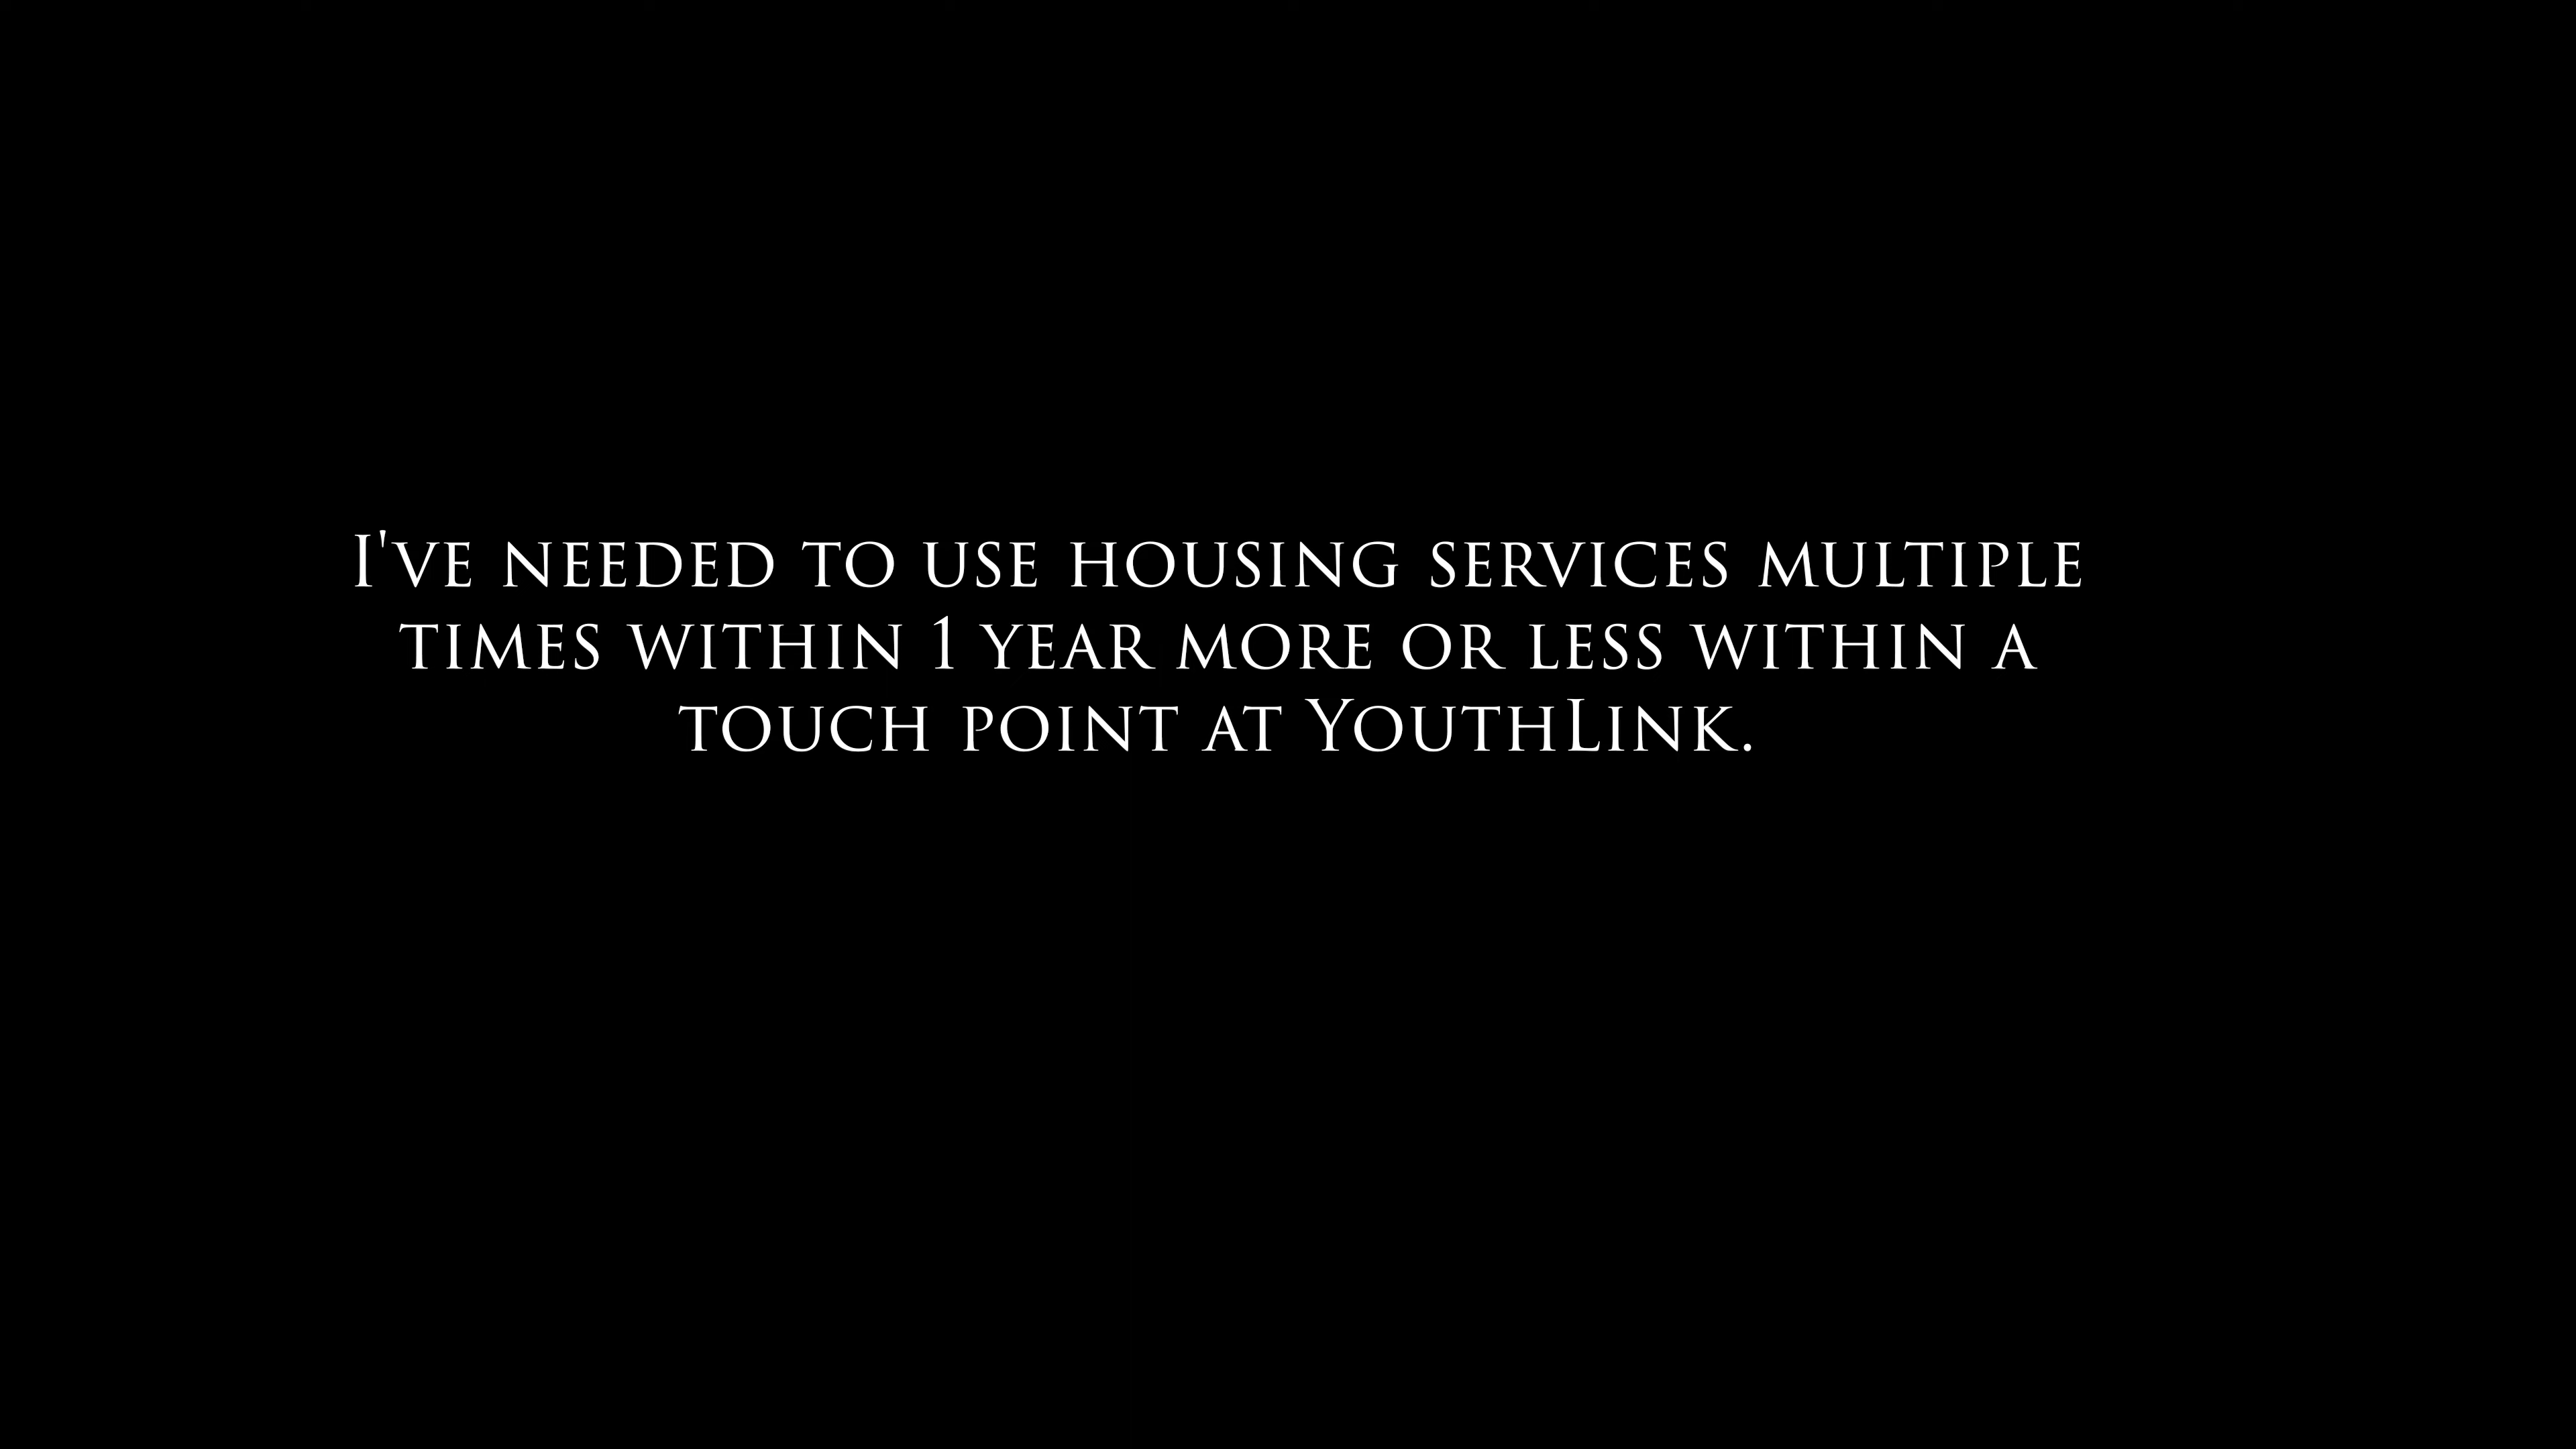 I've needed to use housing services multiple
times within 1 year more or less within a
touch point at YouthLink.